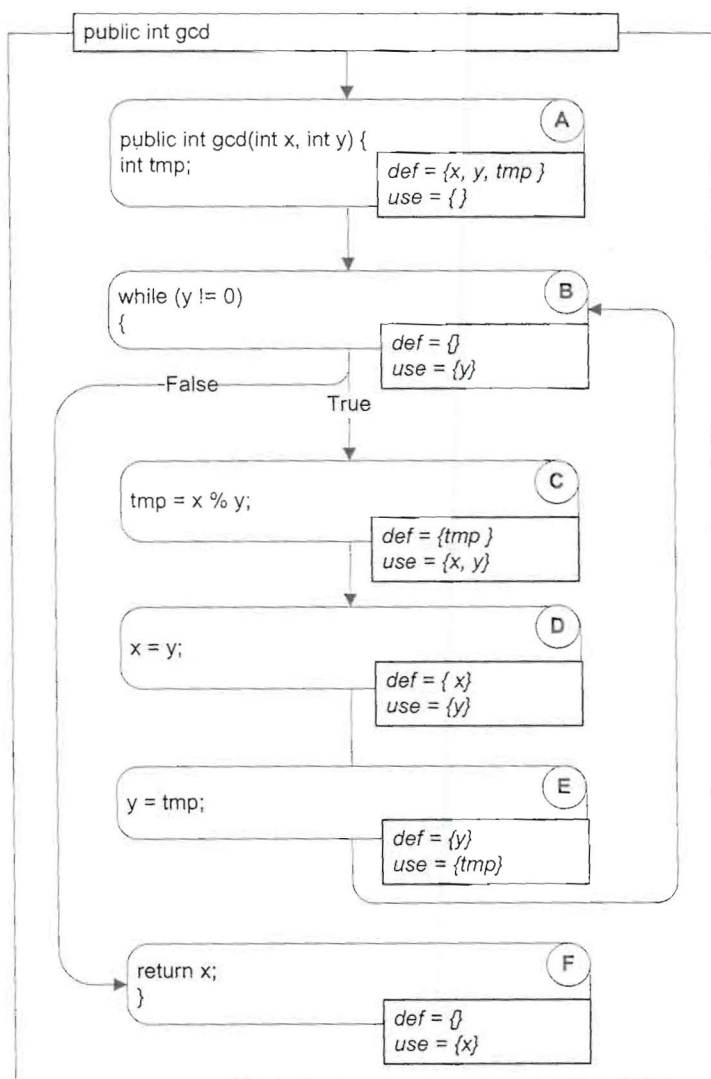 public int gcd
A
public int gcd(int x, int y) {
int tmp;
def = {x, y, tmp }
use = { }
B
while (y != 0)
{
def = {}
use = {y}
False
True
C
tmp = x % y;
def = {tmp }
use = {x, y}
D
x = y;
def = { x}
use = {y}
E
y = tmp;
def = {y}
use = {tmp}
F
return x;
}
def = {}
use = {x}